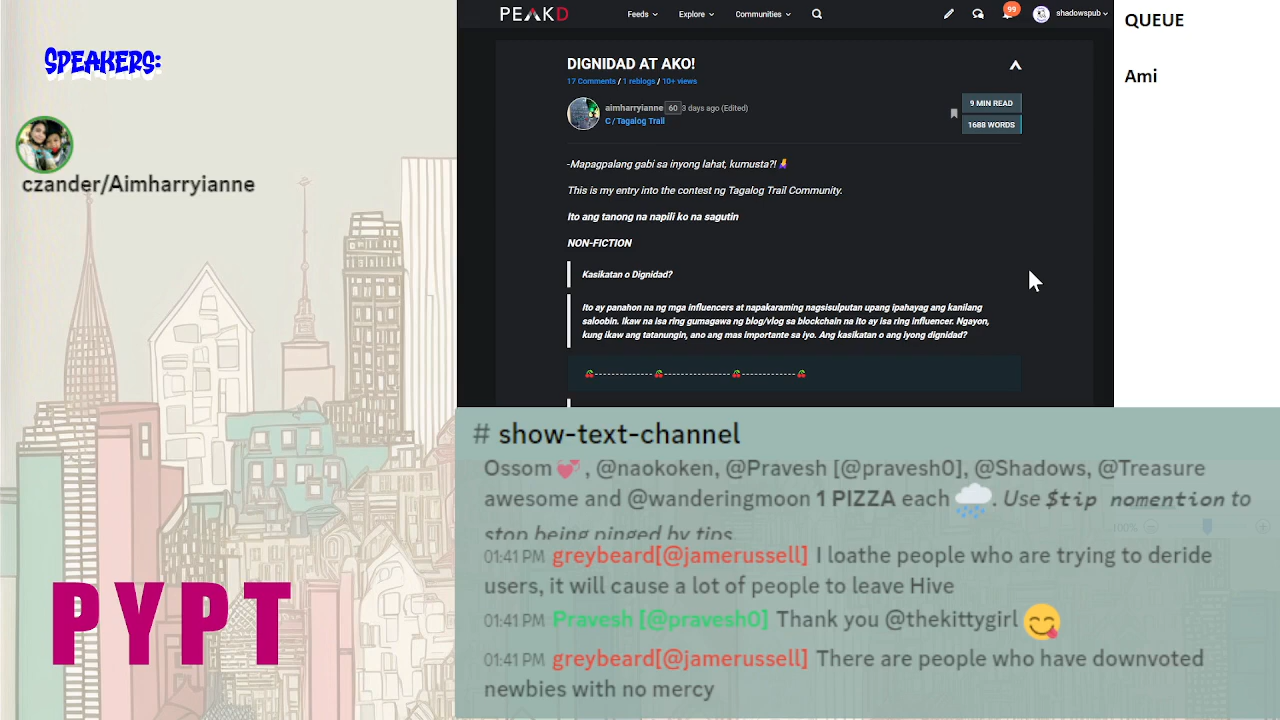 SPEAKERS:
czander/Aimharryianne
PYPT
PEAKD
Feeds
Explore
Communities
99
shadowspub
DIGNIDAD AT AKO!
17 Comments / 1 reblogs / 10+ views
aimharryianne 60 3 days ago (Edited)
C / Tagalog Trail
9 MIN READ
1688 WORDS
-Mapagpalang gabi sa inyong lahat, kumusta?!
This is my entry into the contest ng Tagalog Trail Community.
Ito ang tanong na napili ko na sagutin
NON-FICTION
Kasikatan o Dignidad?
Ito ay panahon na ng mga influencers at napakaraming nagsisulputan upang ipahayag ang kanilang
saloobin. Ikaw na isa ring gumagawa ng blog/vlog sa blockchain na ito ay isa ring influencer. Ngayon,
kung ikaw ang tatanungin, ano ang mas importante sa iyo. Ang kasikatan o ang iyong dignidad?
QUEUE
Ami
# show-text-channel
Ossom 💞 , @naokoken, @Pravesh [@pravesh0], @Shadows, @Treasure
awesome and @wanderingmoon 1 PIZZA each 🌧️. Use $tip nomention to
stop being pinged by tips.
100%
01:41 PM greybeard[@jamerussell] I loathe people who are trying to deride
users, it will cause a lot of people to leave Hive
01:41 PM Pravesh [@pravesh0] Thank you @thekittygirl 😋
01:41 PM greybeard[@jamerussell] There are people who have downvoted
newbies with no mercy